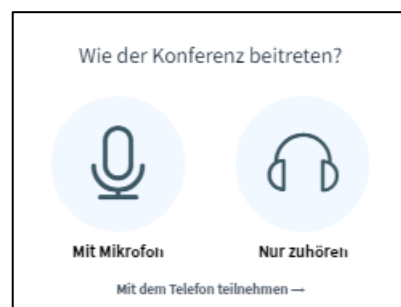 Wie der Konferenz beitreten?
Mit Mikrofon
Nur zuhören
Mit dem Telefon teilnehmen →